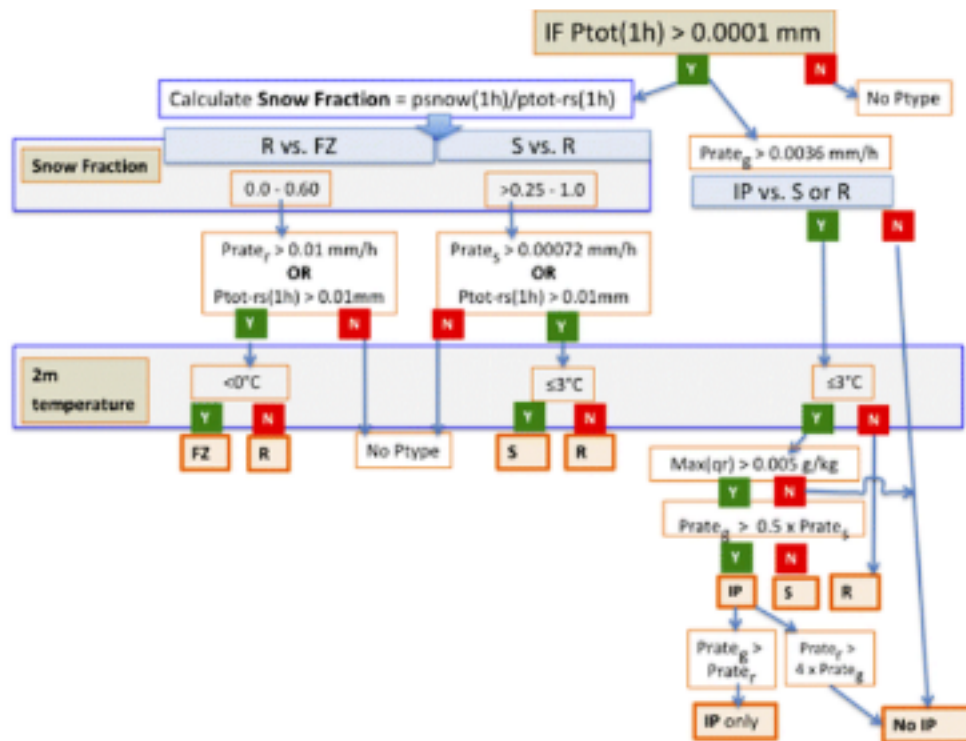 IF Ptot(1h) > 0.0001 mm
Y
N
Calculate Snow Fraction = psnow(1h)/ptot-rs(1h)
No Ptype
R vs. FZ
S vs. R
Prateg > 0.0036 mm/h
Snow Fraction
0.0 - 0.60
>0.25 - 1.0
IP vs. S or R
Y
N
Prater > 0.01 mm/h
OR
Ptot-rs(1h) > 0.01mm
Prates > 0.00072 mm/h
OR
Ptot-rs(1h) > 0.01mm
Y
N
N
Y
2m
temperature
<0°C
≤3°C
≤3°C
Y
N
Y
N
Y
N
FZ
R
No Ptype
S
R
Max(qr) > 0.005 g/kg
Y
N
Prateg > 0.5 x Prates
Y
N
IP
S
R
Prateg >
Prater
Prater >
4 x Prateg
IP only
No IP